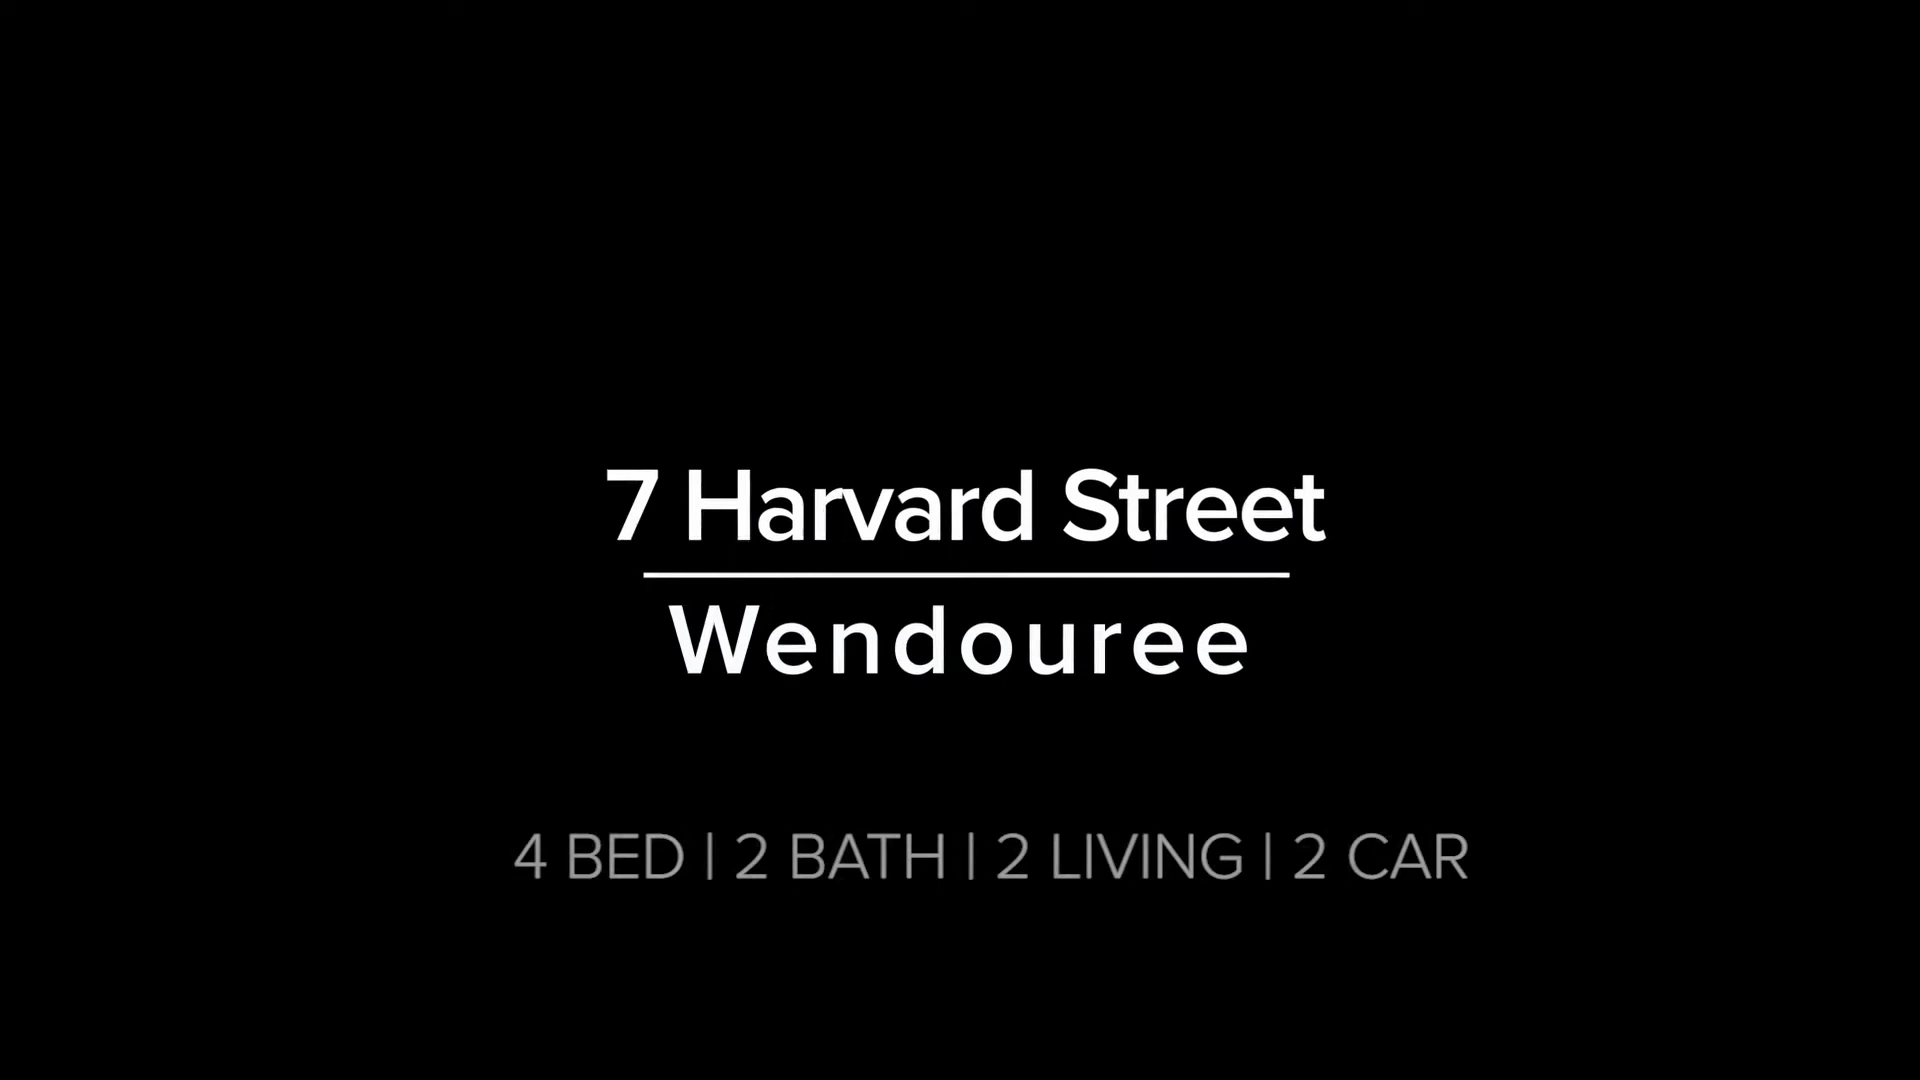 7 Harvard Street
Wendouree
4 BED | 2 BATH | 2 LIVING | 2 CAR